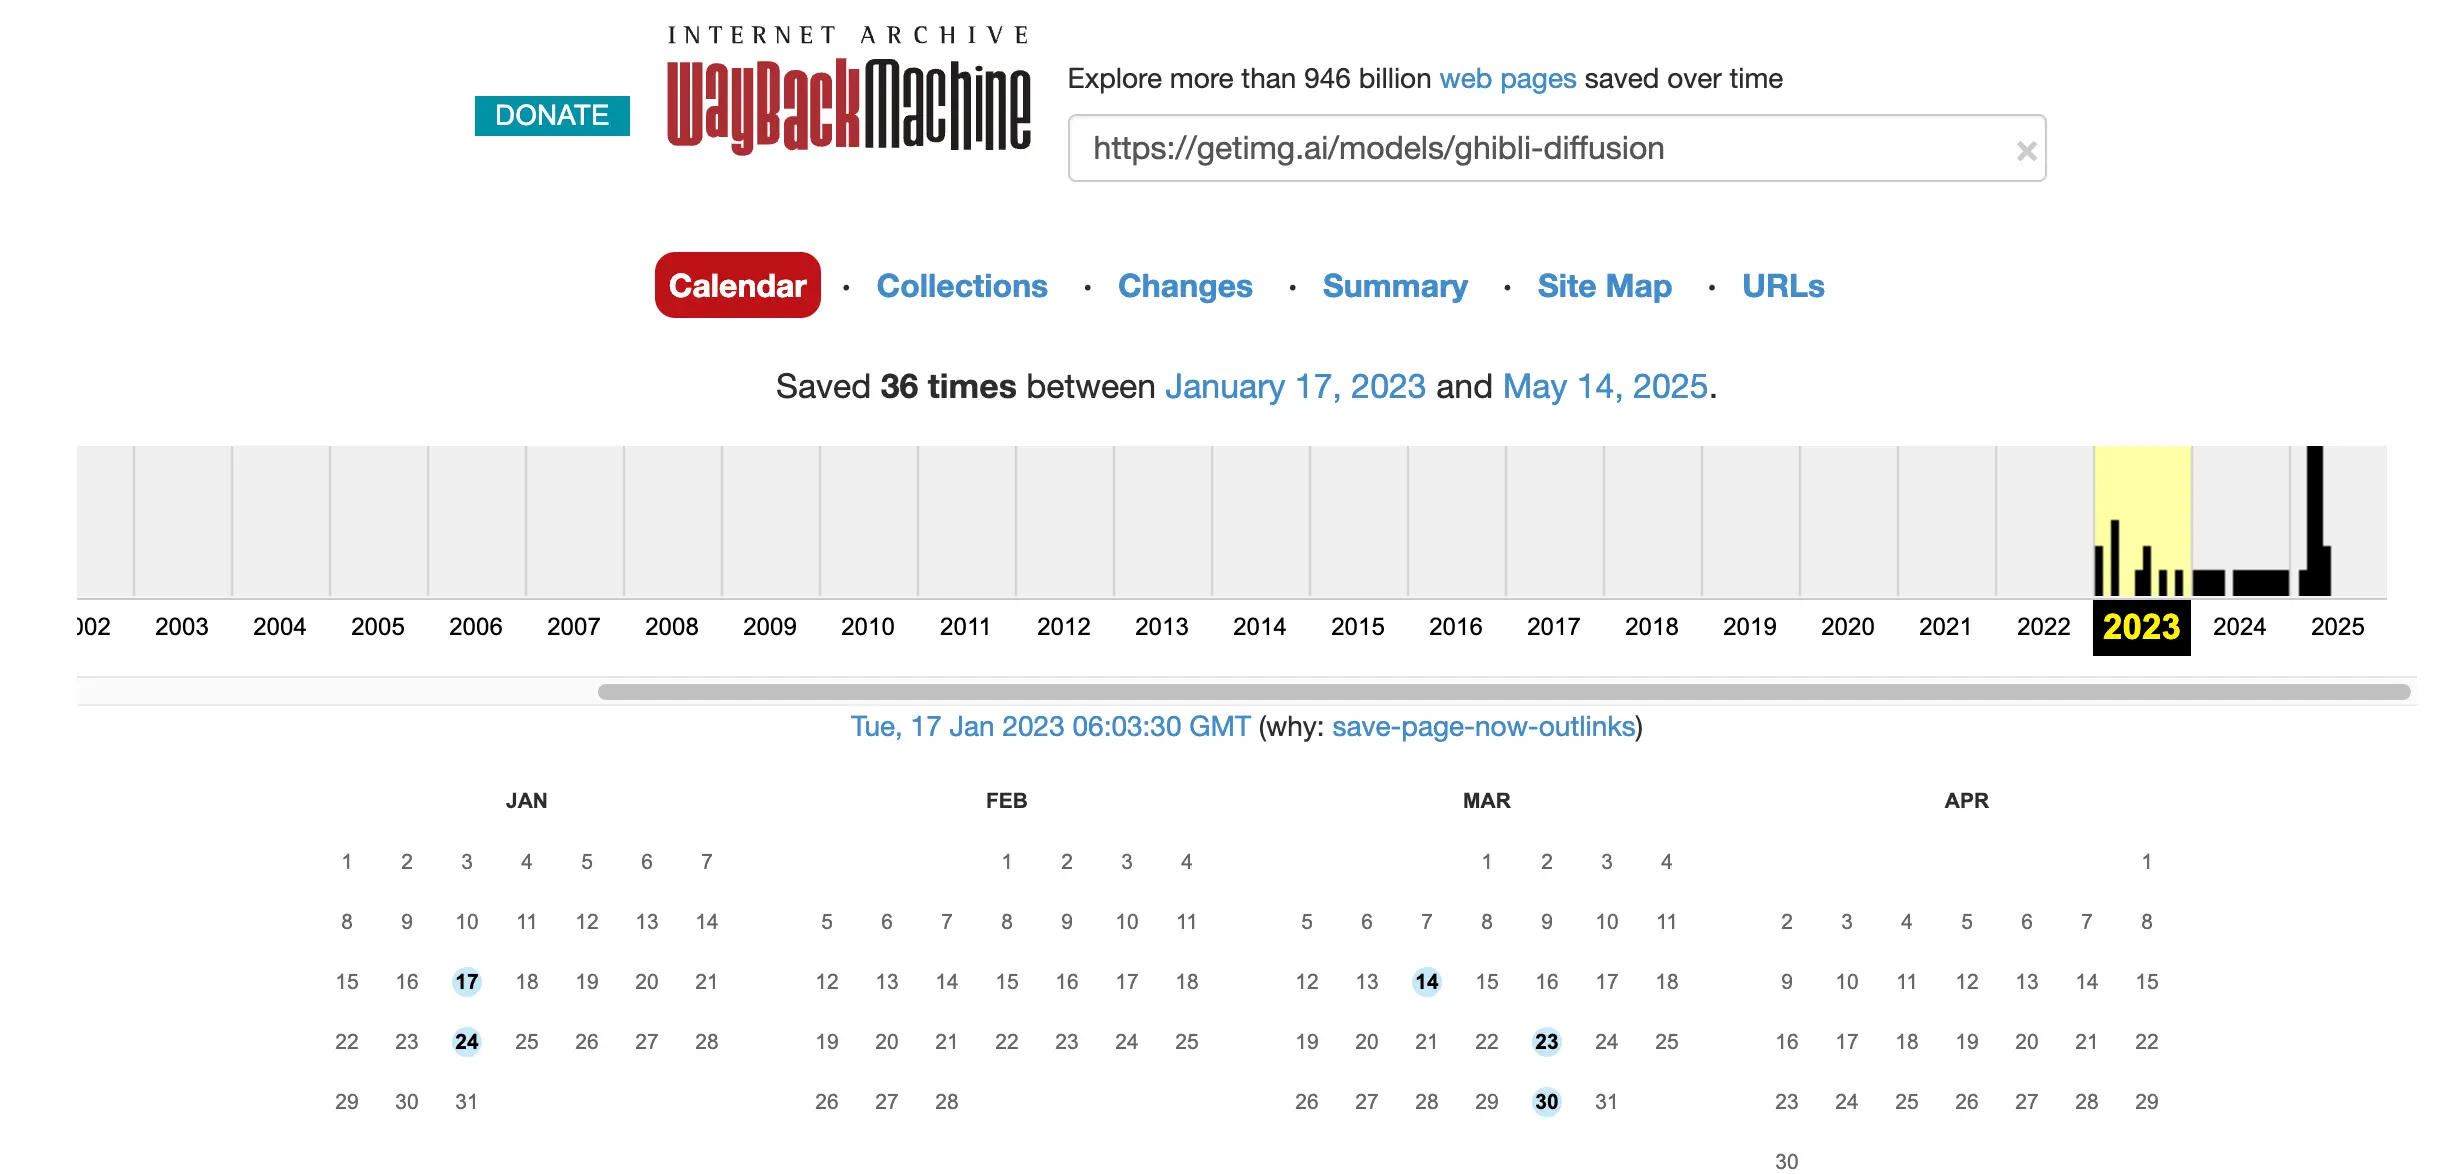 INTERNET ARCHIVE
DONATE
WayBackMachine
Explore more than 946 billion web pages saved over time
https://getimg.ai/models/ghibli-diffusion
×
Calendar · Collections · Changes · Summary · Site Map · URLs
Saved 36 times between January 17, 2023 and May 14, 2025.
002 2003 2004 2005 2006 2007 2008 2009 2010 2011 2012 2013 2014 2015 2016 2017 2018 2019 2020 2021 2022 2023 2024 2025
Tue, 17 Jan 2023 06:03:30 GMT (why: save-page-now-outlinks)
JAN
1 2 3 4 5 6 7
8 9 10 11 12 13 14
15 16 17 18 19 20 21
22 23 24 25 26 27 28
29 30 31
FEB
1 2 3 4
5 6 7 8 9 10 11
12 13 14 15 16 17 18
19 20 21 22 23 24 25
26 27 28
MAR
1 2 3 4
5 6 7 8 9 10 11
12 13 14 15 16 17 18
19 20 21 22 23 24 25
26 27 28 29 30 31
APR
1
2 3 4 5 6 7 8
9 10 11 12 13 14 15
16 17 18 19 20 21 22
23 24 25 26 27 28 29
30